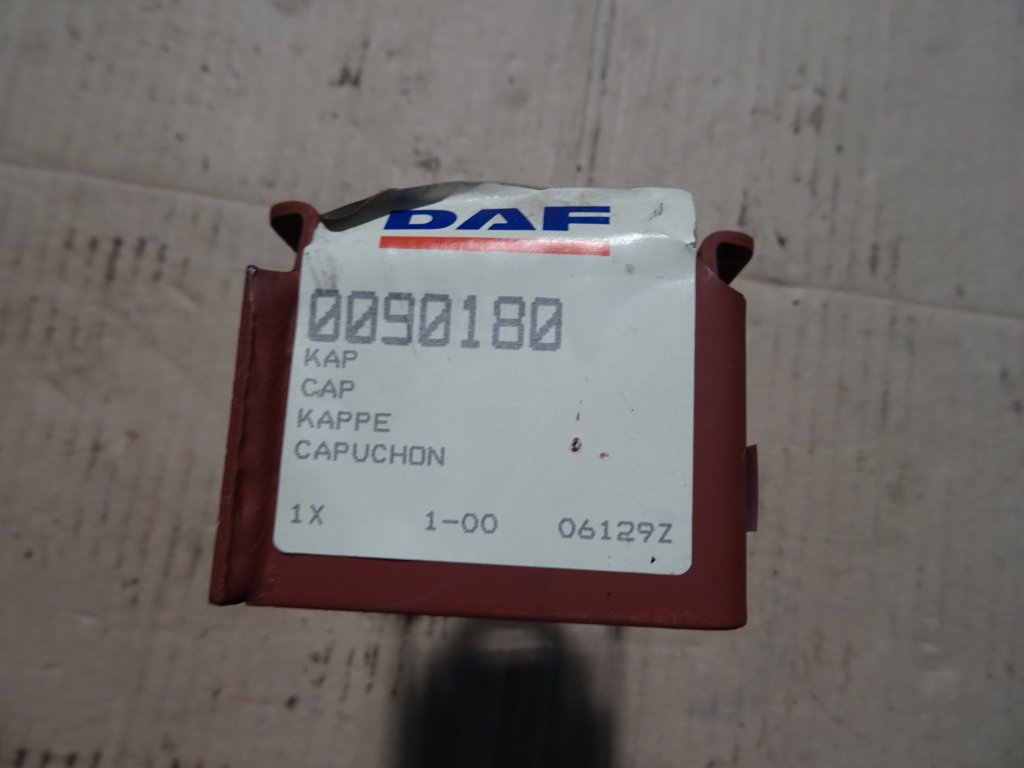 DAF
0090180
KAP
CAP
KAPPE
CAPUCHON
1X 1-00 06129Z